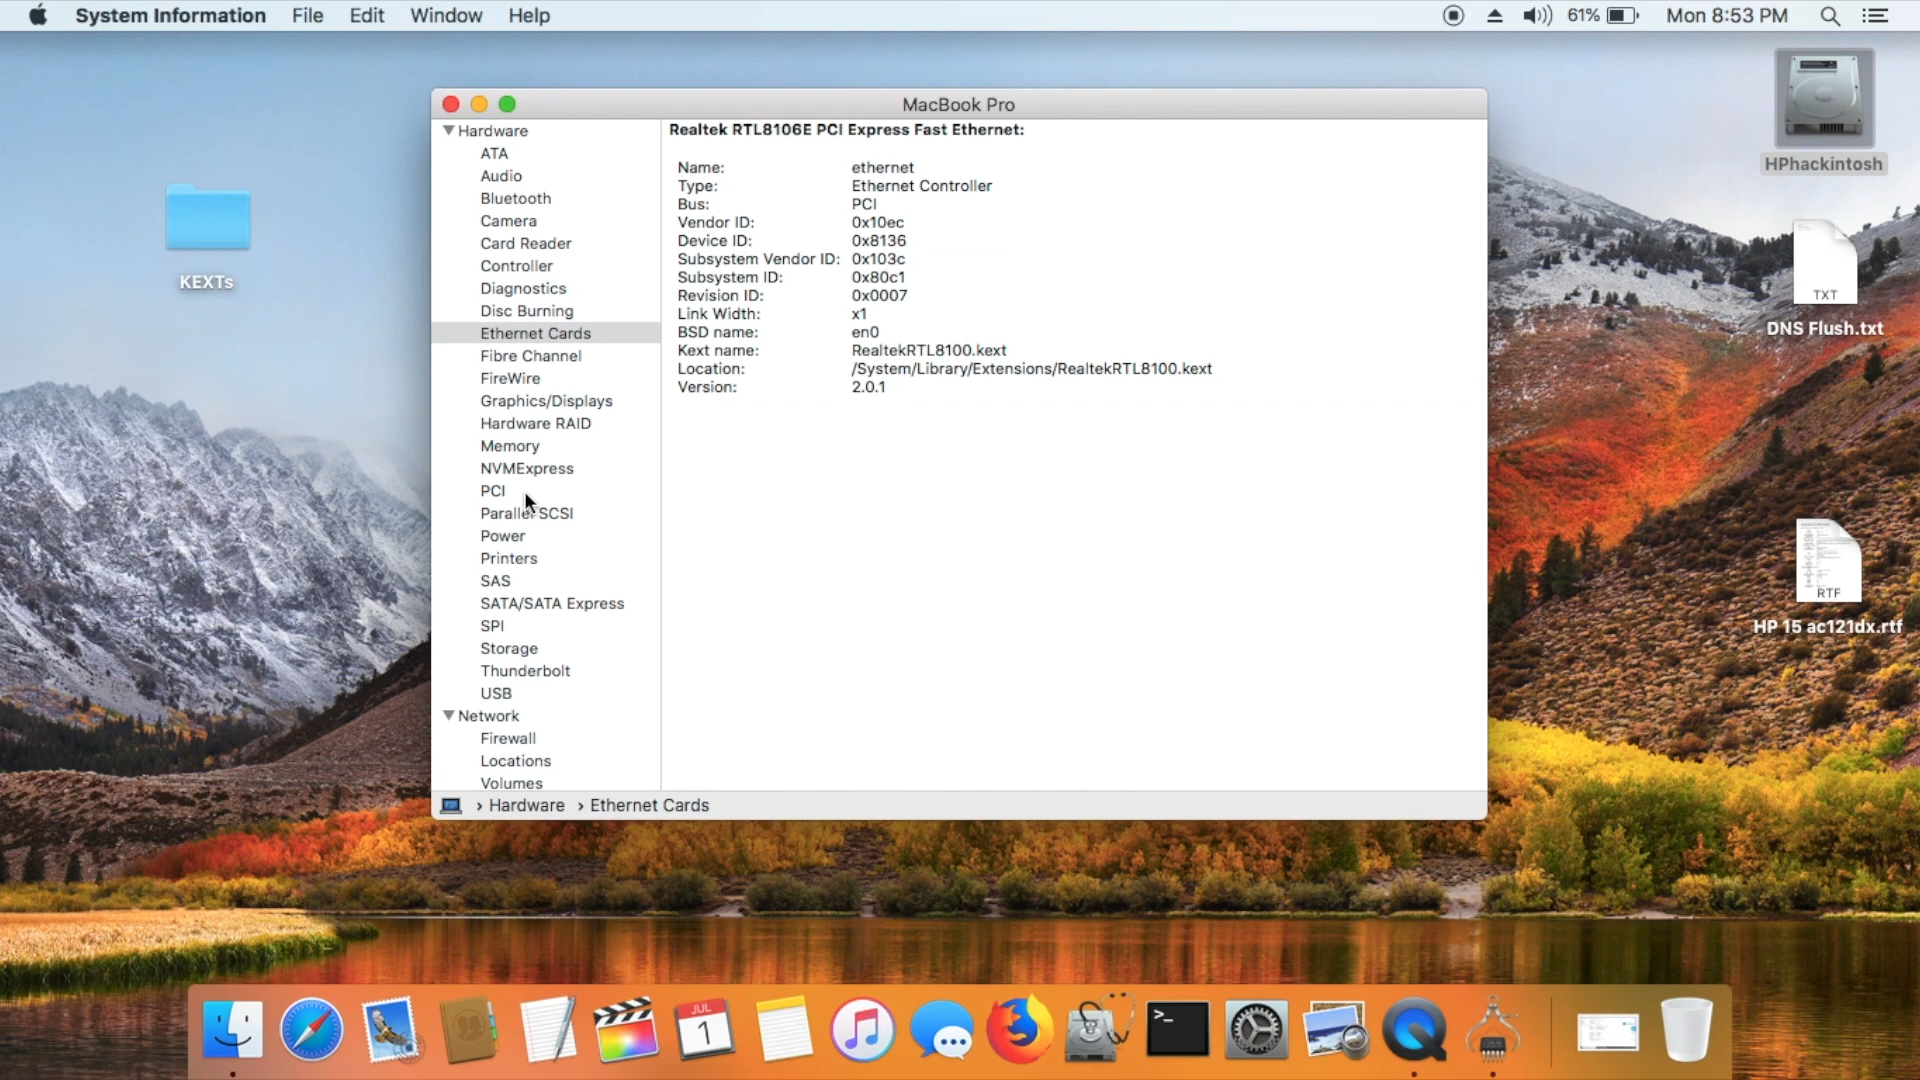 System Information File Edit Window Help 61% Mon 8:53 PM
MacBook Pro
Hardware
ATA
Audio
Bluetooth
Camera
Card Reader
Controller
Diagnostics
Disc Burning
Ethernet Cards
Fibre Channel
FireWire
Graphics/Displays
Hardware RAID
Memory
NVMExpress
PCI
Parallel SCSI
Power
Printers
SAS
SATA/SATA Express
SPI
Storage
Thunderbolt
USB
Network
Firewall
Locations
Volumes
Realtek RTL8106E PCI Express Fast Ethernet:
Name: ethernet
Type: Ethernet Controller
Bus: PCI
Vendor ID: 0x10ec
Device ID: 0x8136
Subsystem Vendor ID: 0x103c
Subsystem ID: 0x80c1
Revision ID: 0x0007
Link Width: x1
BSD name: en0
Kext name: RealtekRTL8100.kext
Location: /System/Library/Extensions/RealtekRTL8100.kext
Version: 2.0.1
› Hardware › Ethernet Cards
KEXTs
HPhackintosh
TXT
DNS Flush.txt
RTF
HP 15 ac121dx.rtf
JUL
1
>_